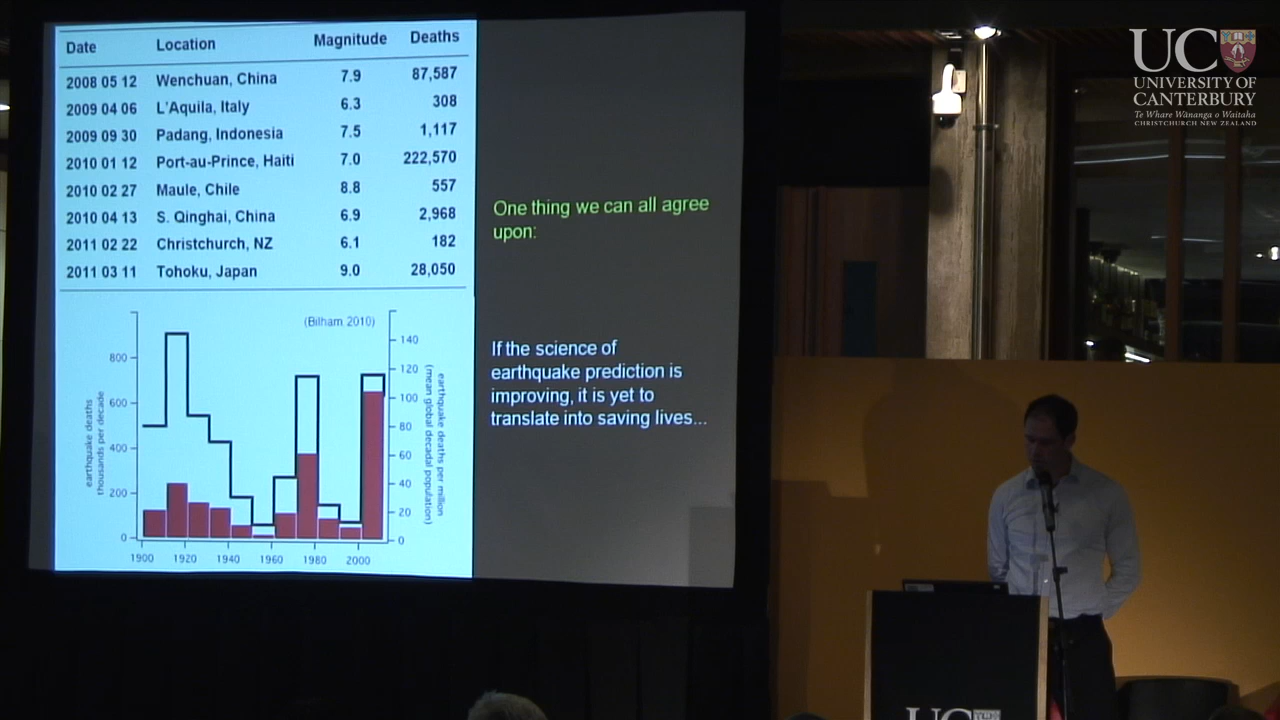 Date Location Magnitude Deaths
2008 05 12 Wenchuan, China 7.9 87,587
2009 04 06 L'Aquila, Italy 6.3 308
2009 09 30 Padang, Indonesia 7.5 1,117
2010 01 12 Port-au-Prince, Haiti 7.0 222,570
2010 02 27 Maule, Chile 8.8 557
2010 04 13 S. Qinghai, China 6.9 2,968
2011 02 22 Christchurch, NZ 6.1 182
2011 03 11 Tohoku, Japan 9.0 28,050
(Bilham 2010)
800
600
400
200
0
earthquake deaths
thousands per decade
140
120
100
80
60
40
20
0
earthquake deaths per million
(mean global decadal population)
1900 1920 1940 1960 1980 2000
One thing we can all agree
upon:
If the science of
earthquake prediction is
improving, it is yet to
translate into saving lives...
UC
UNIVERSITY OF
CANTERBURY
Te Whare Wānanga o Waitaha
CHRISTCHURCH NEW ZEALAND
UC